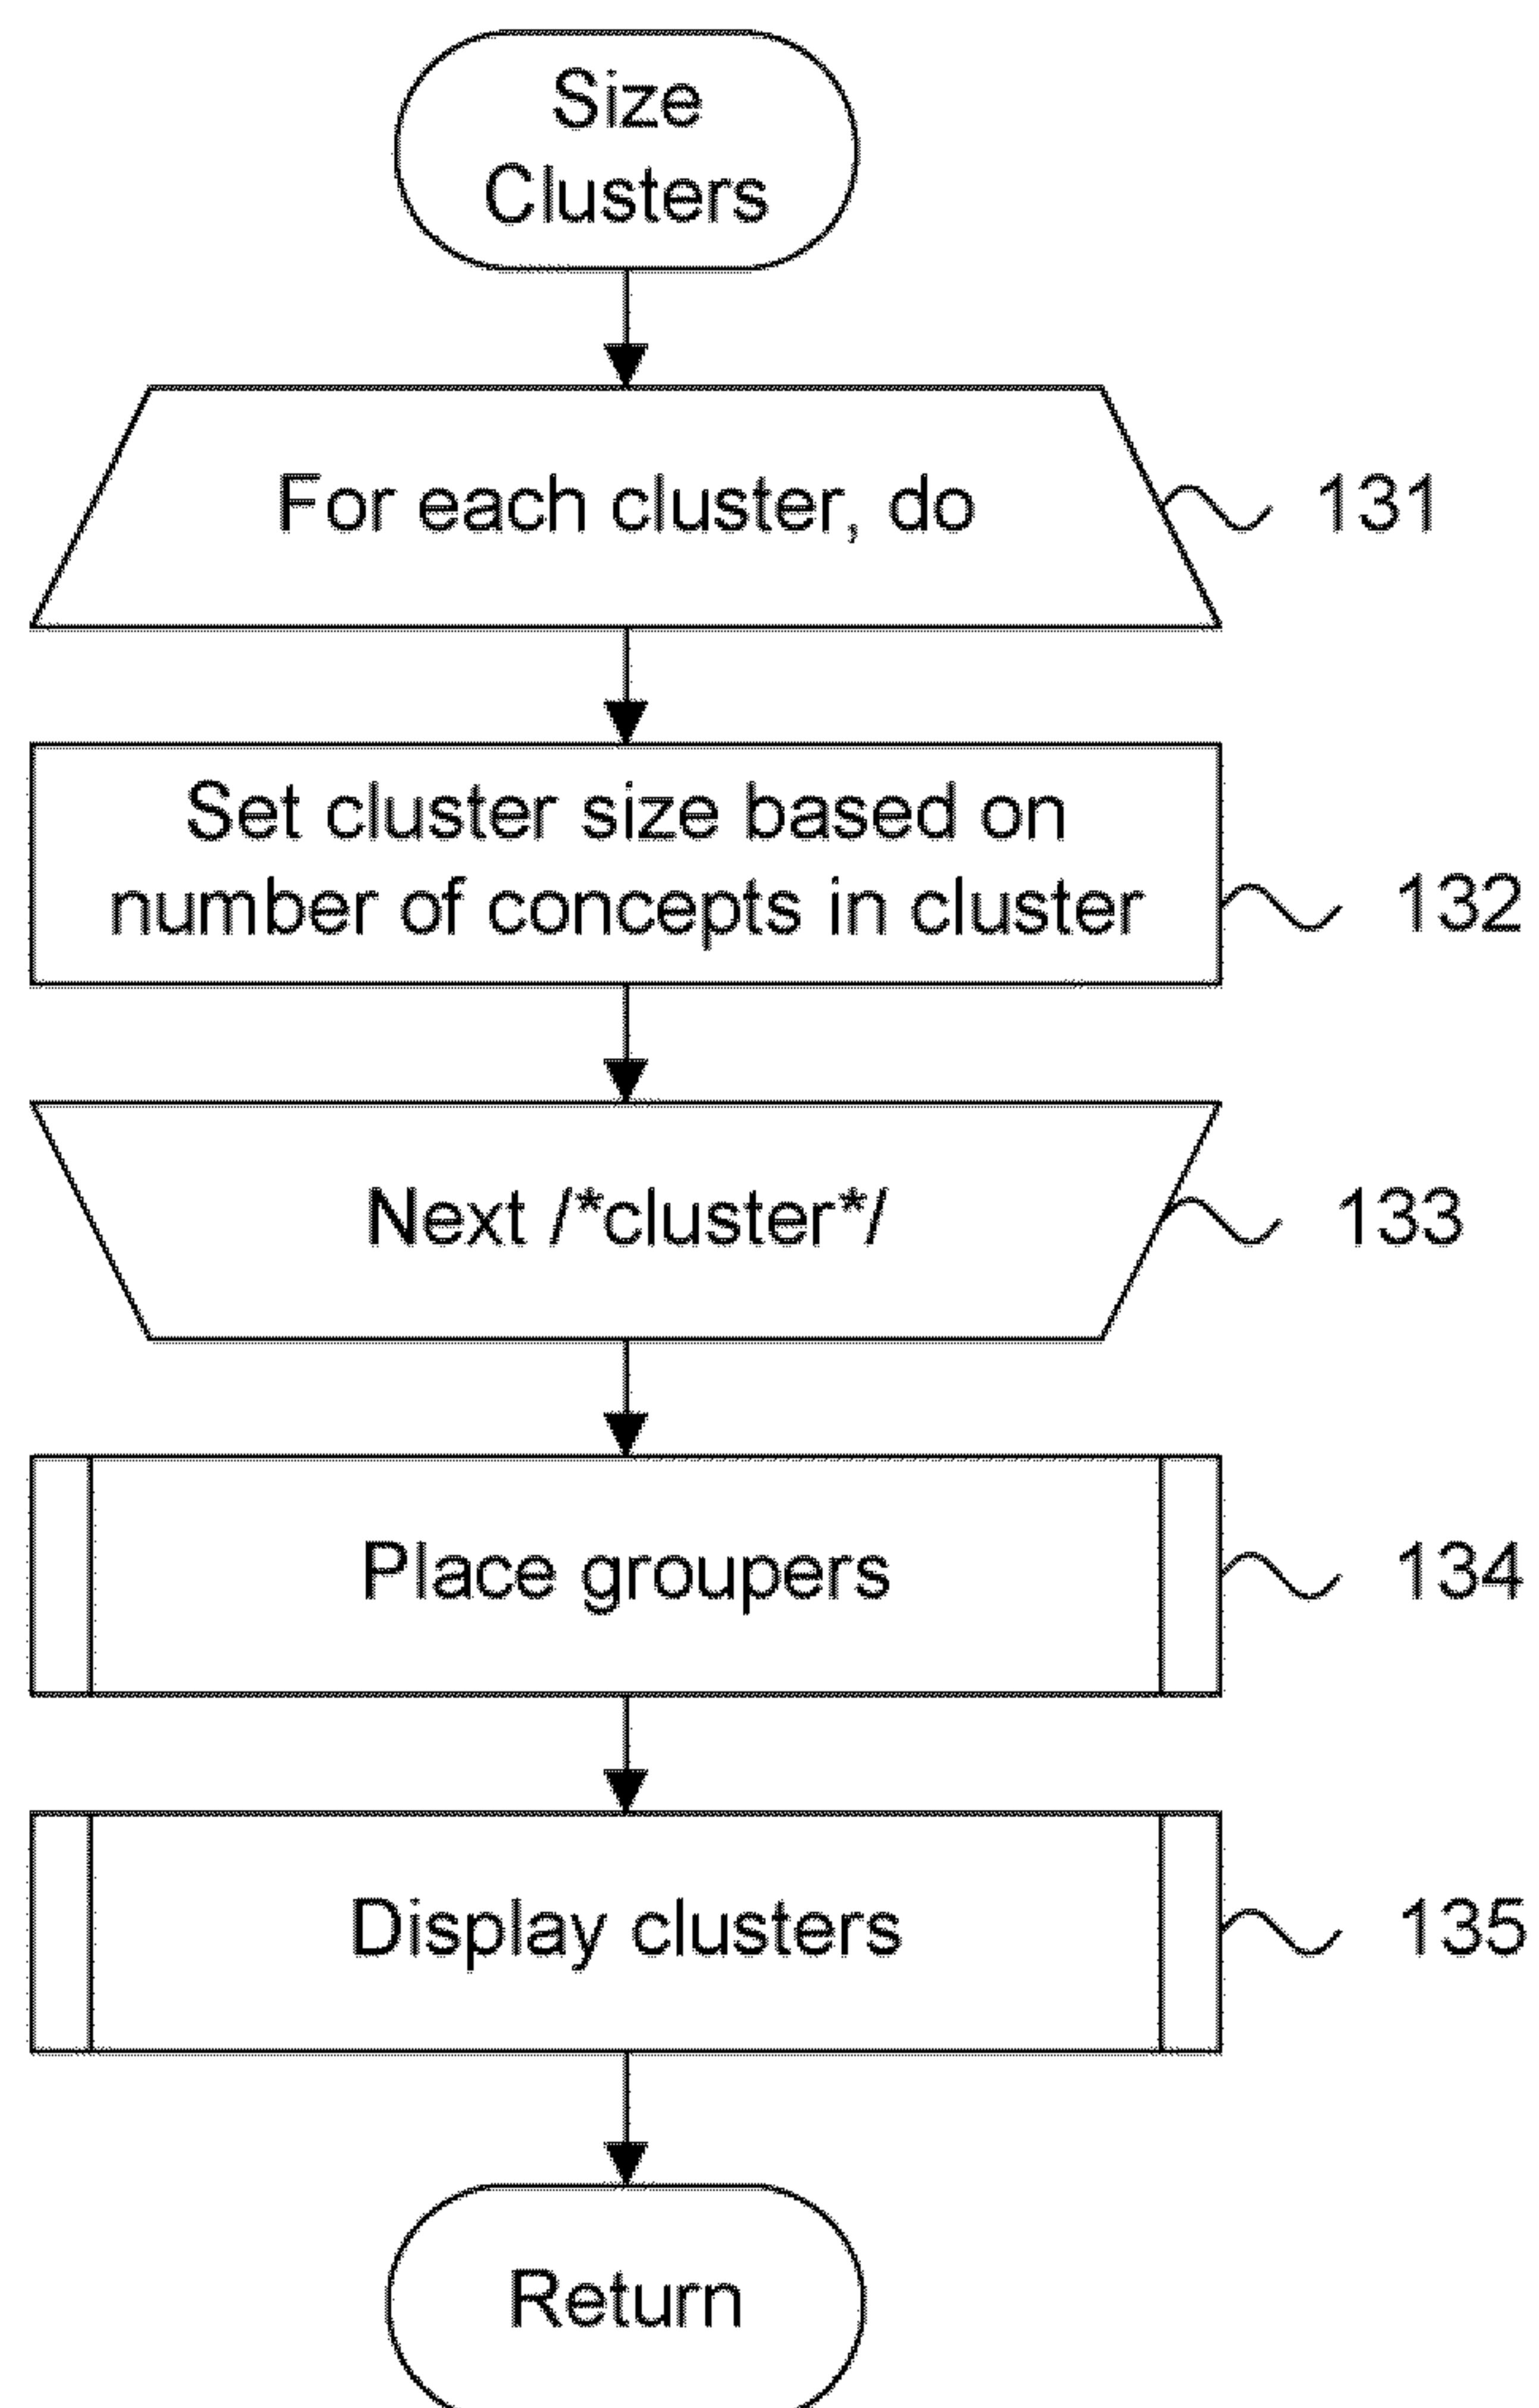 Size
Clusters
For each cluster, do
131
Set cluster size based on
number of concepts in cluster
132
Next /*cluster*/
133
Place groupers
134
Display clusters
135
Return